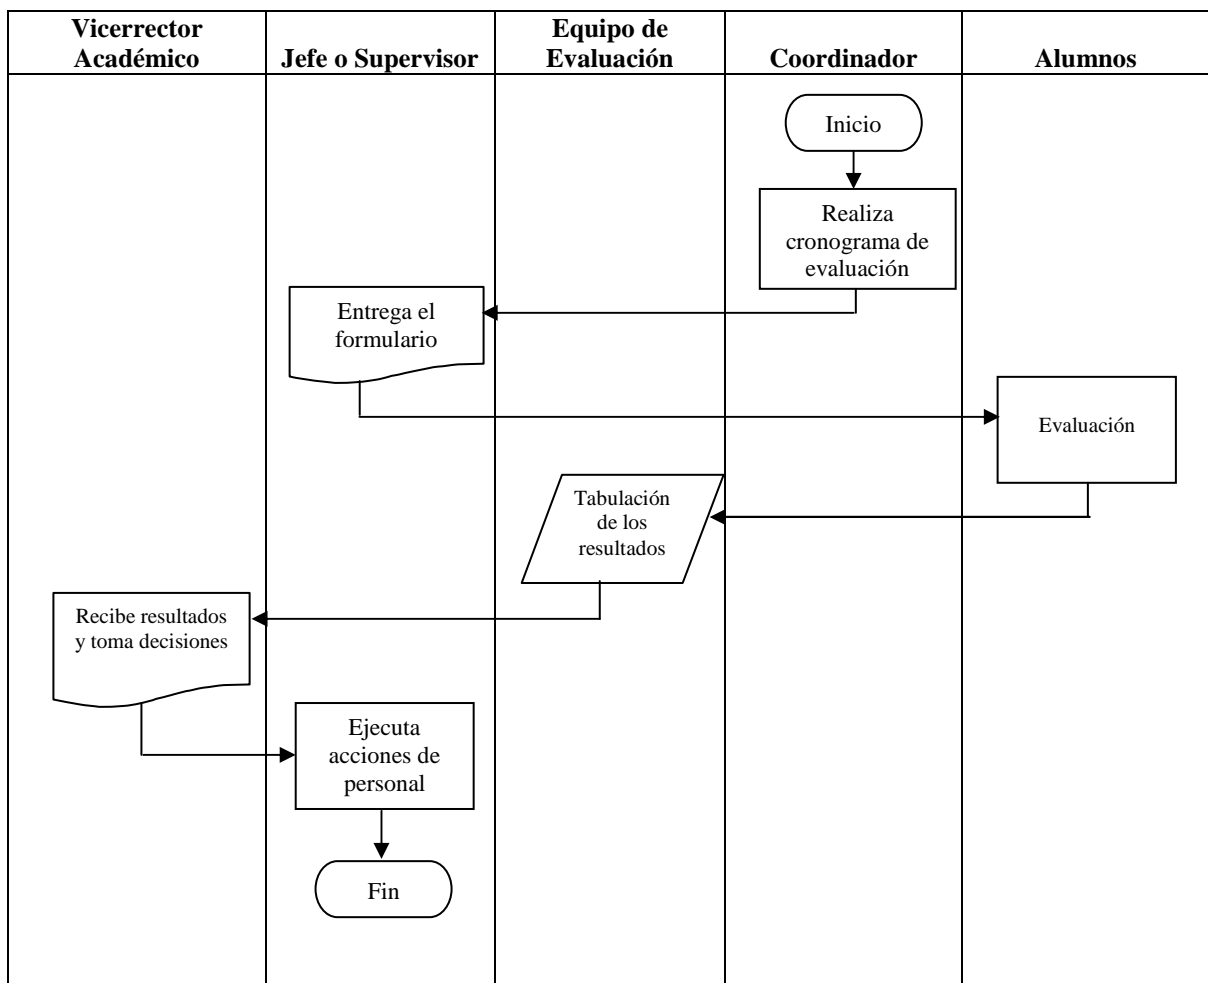 Vicerrector
Académico
Jefe o Supervisor
Equipo de
Evaluación
Coordinador
Alumnos
Inicio
Realiza
cronograma de
evaluación
Entrega el
formulario
Evaluación
Tabulación
de los
resultados
Recibe resultados
y toma decisiones
Ejecuta
acciones de
personal
Fin